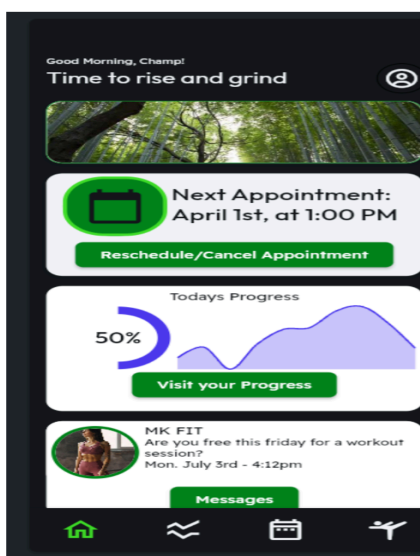 Good Morning, Champ!
Time to rise and grind
Next Appointment:
April 1st, at 1:00 PM
Reschedule/Cancel Appointment
Todays Progress
50%
Visit your Progress
MK FIT
Are you free this friday for a workout
session?
Mon. July 3rd - 4:12pm
Messages